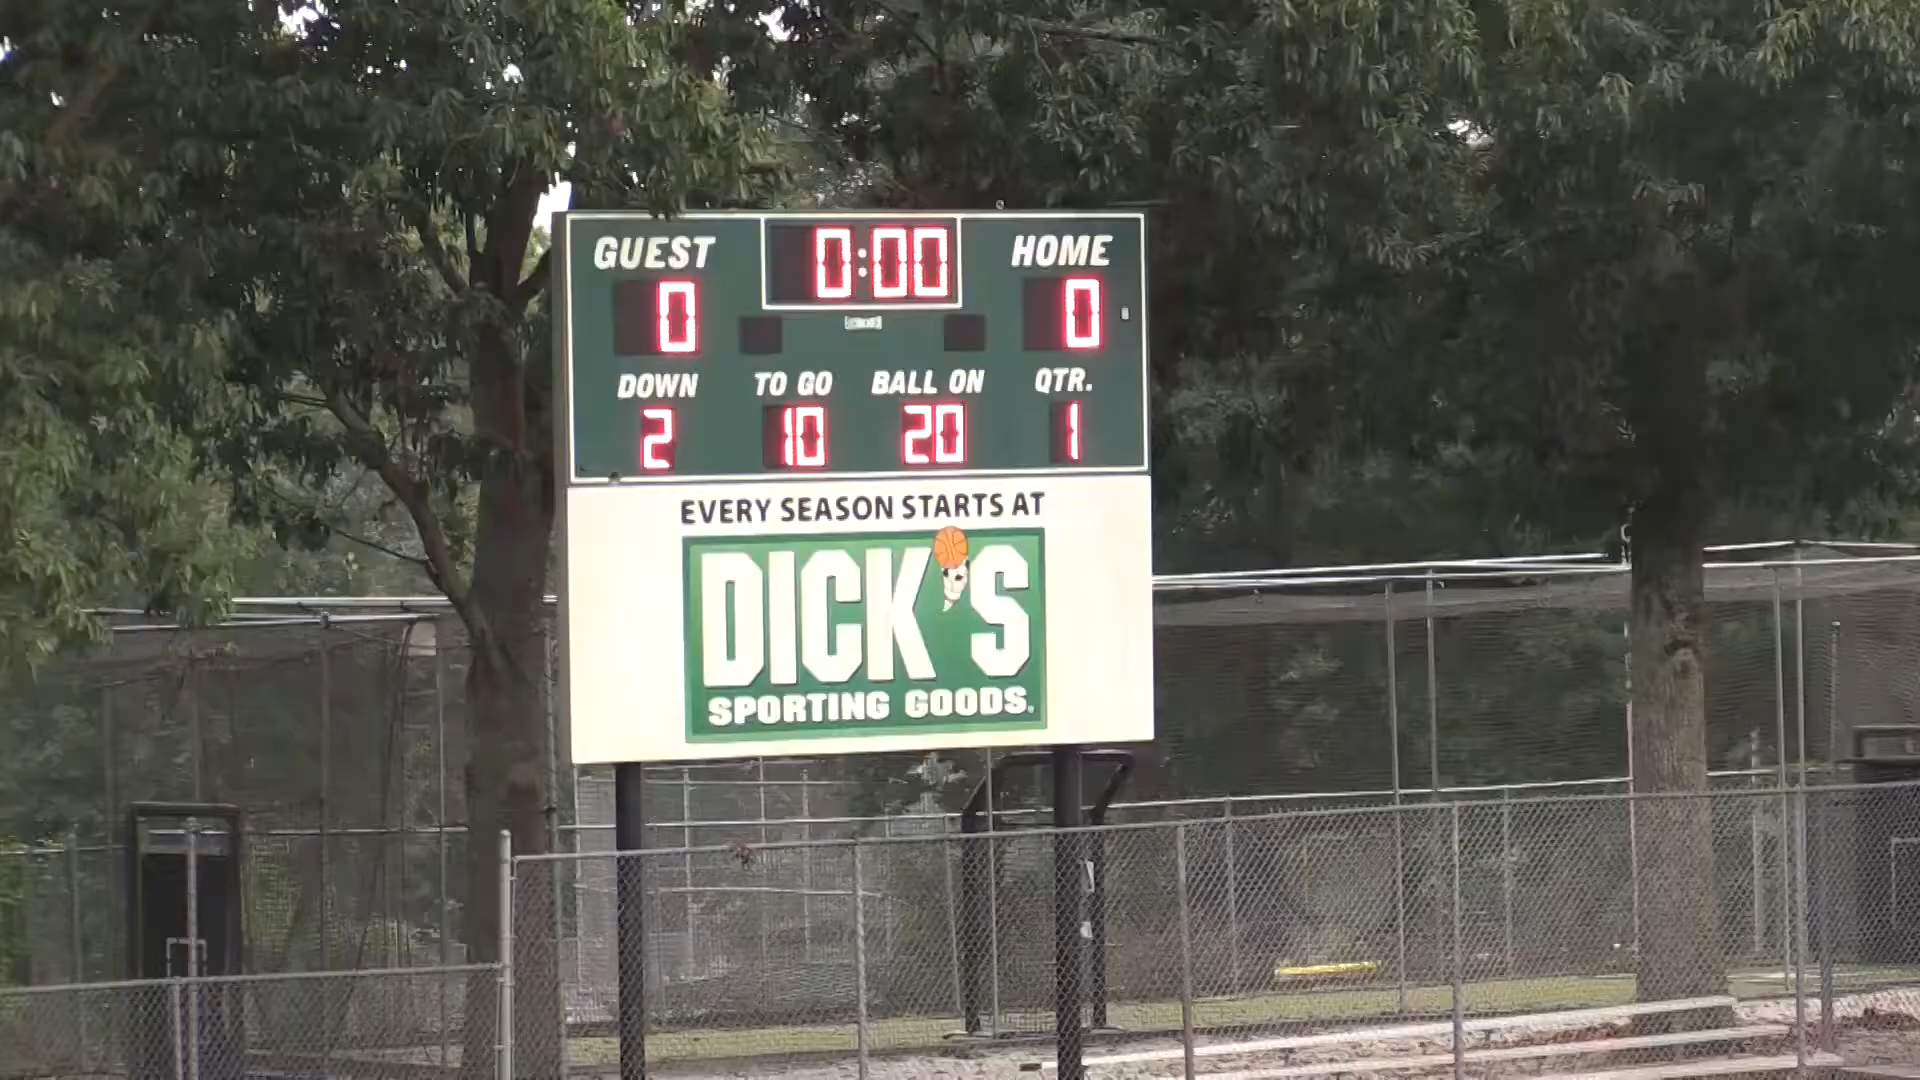 GUEST 0:00 HOME
0 0
DOWN TO GO BALL ON QTR.
2 10 20 1
EVERY SEASON STARTS AT
DICK'S
SPORTING GOODS.